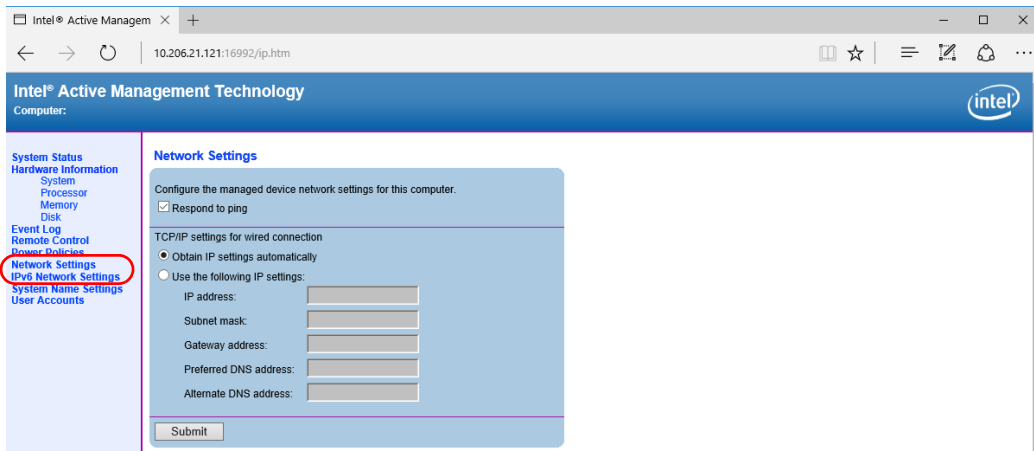 Intel® Active Managem
10.206.21.121:16992/ip.htm
Intel® Active Management Technology
Computer:
intel
System Status
Hardware Information
System
Processor
Memory
Disk
Event Log
Remote Control
Power Policies
Network Settings
IPv6 Network Settings
System Name Settings
User Accounts
Network Settings
Configure the managed device network settings for this computer.
Respond to ping
TCP/IP settings for wired connection
Obtain IP settings automatically
Use the following IP settings:
IP address:
Subnet mask:
Gateway address:
Preferred DNS address:
Alternate DNS address:
Submit